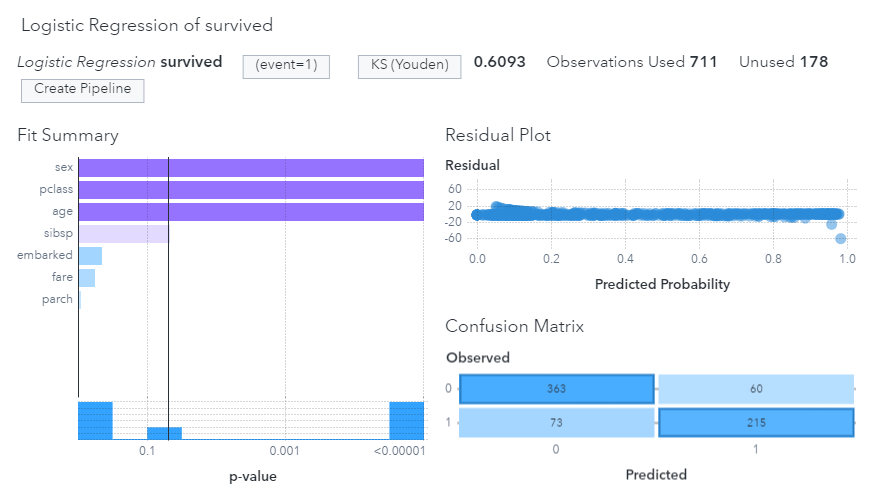 Logistic Regression of survived
Logistic Regression survived (event=1) KS (Youden) 0.6093 Observations Used 711 Unused 178
Create Pipeline
Fit Summary
sex
pclass
age
sibsp
embarked
fare
parch
0.1 0.001 <0.00001
p-value
Residual Plot
Residual
60
20
-20
-60
0.0 0.2 0.4 0.6 0.8 1.0
Predicted Probability
Confusion Matrix
Observed
0 363 60
1 73 215
0 1
Predicted